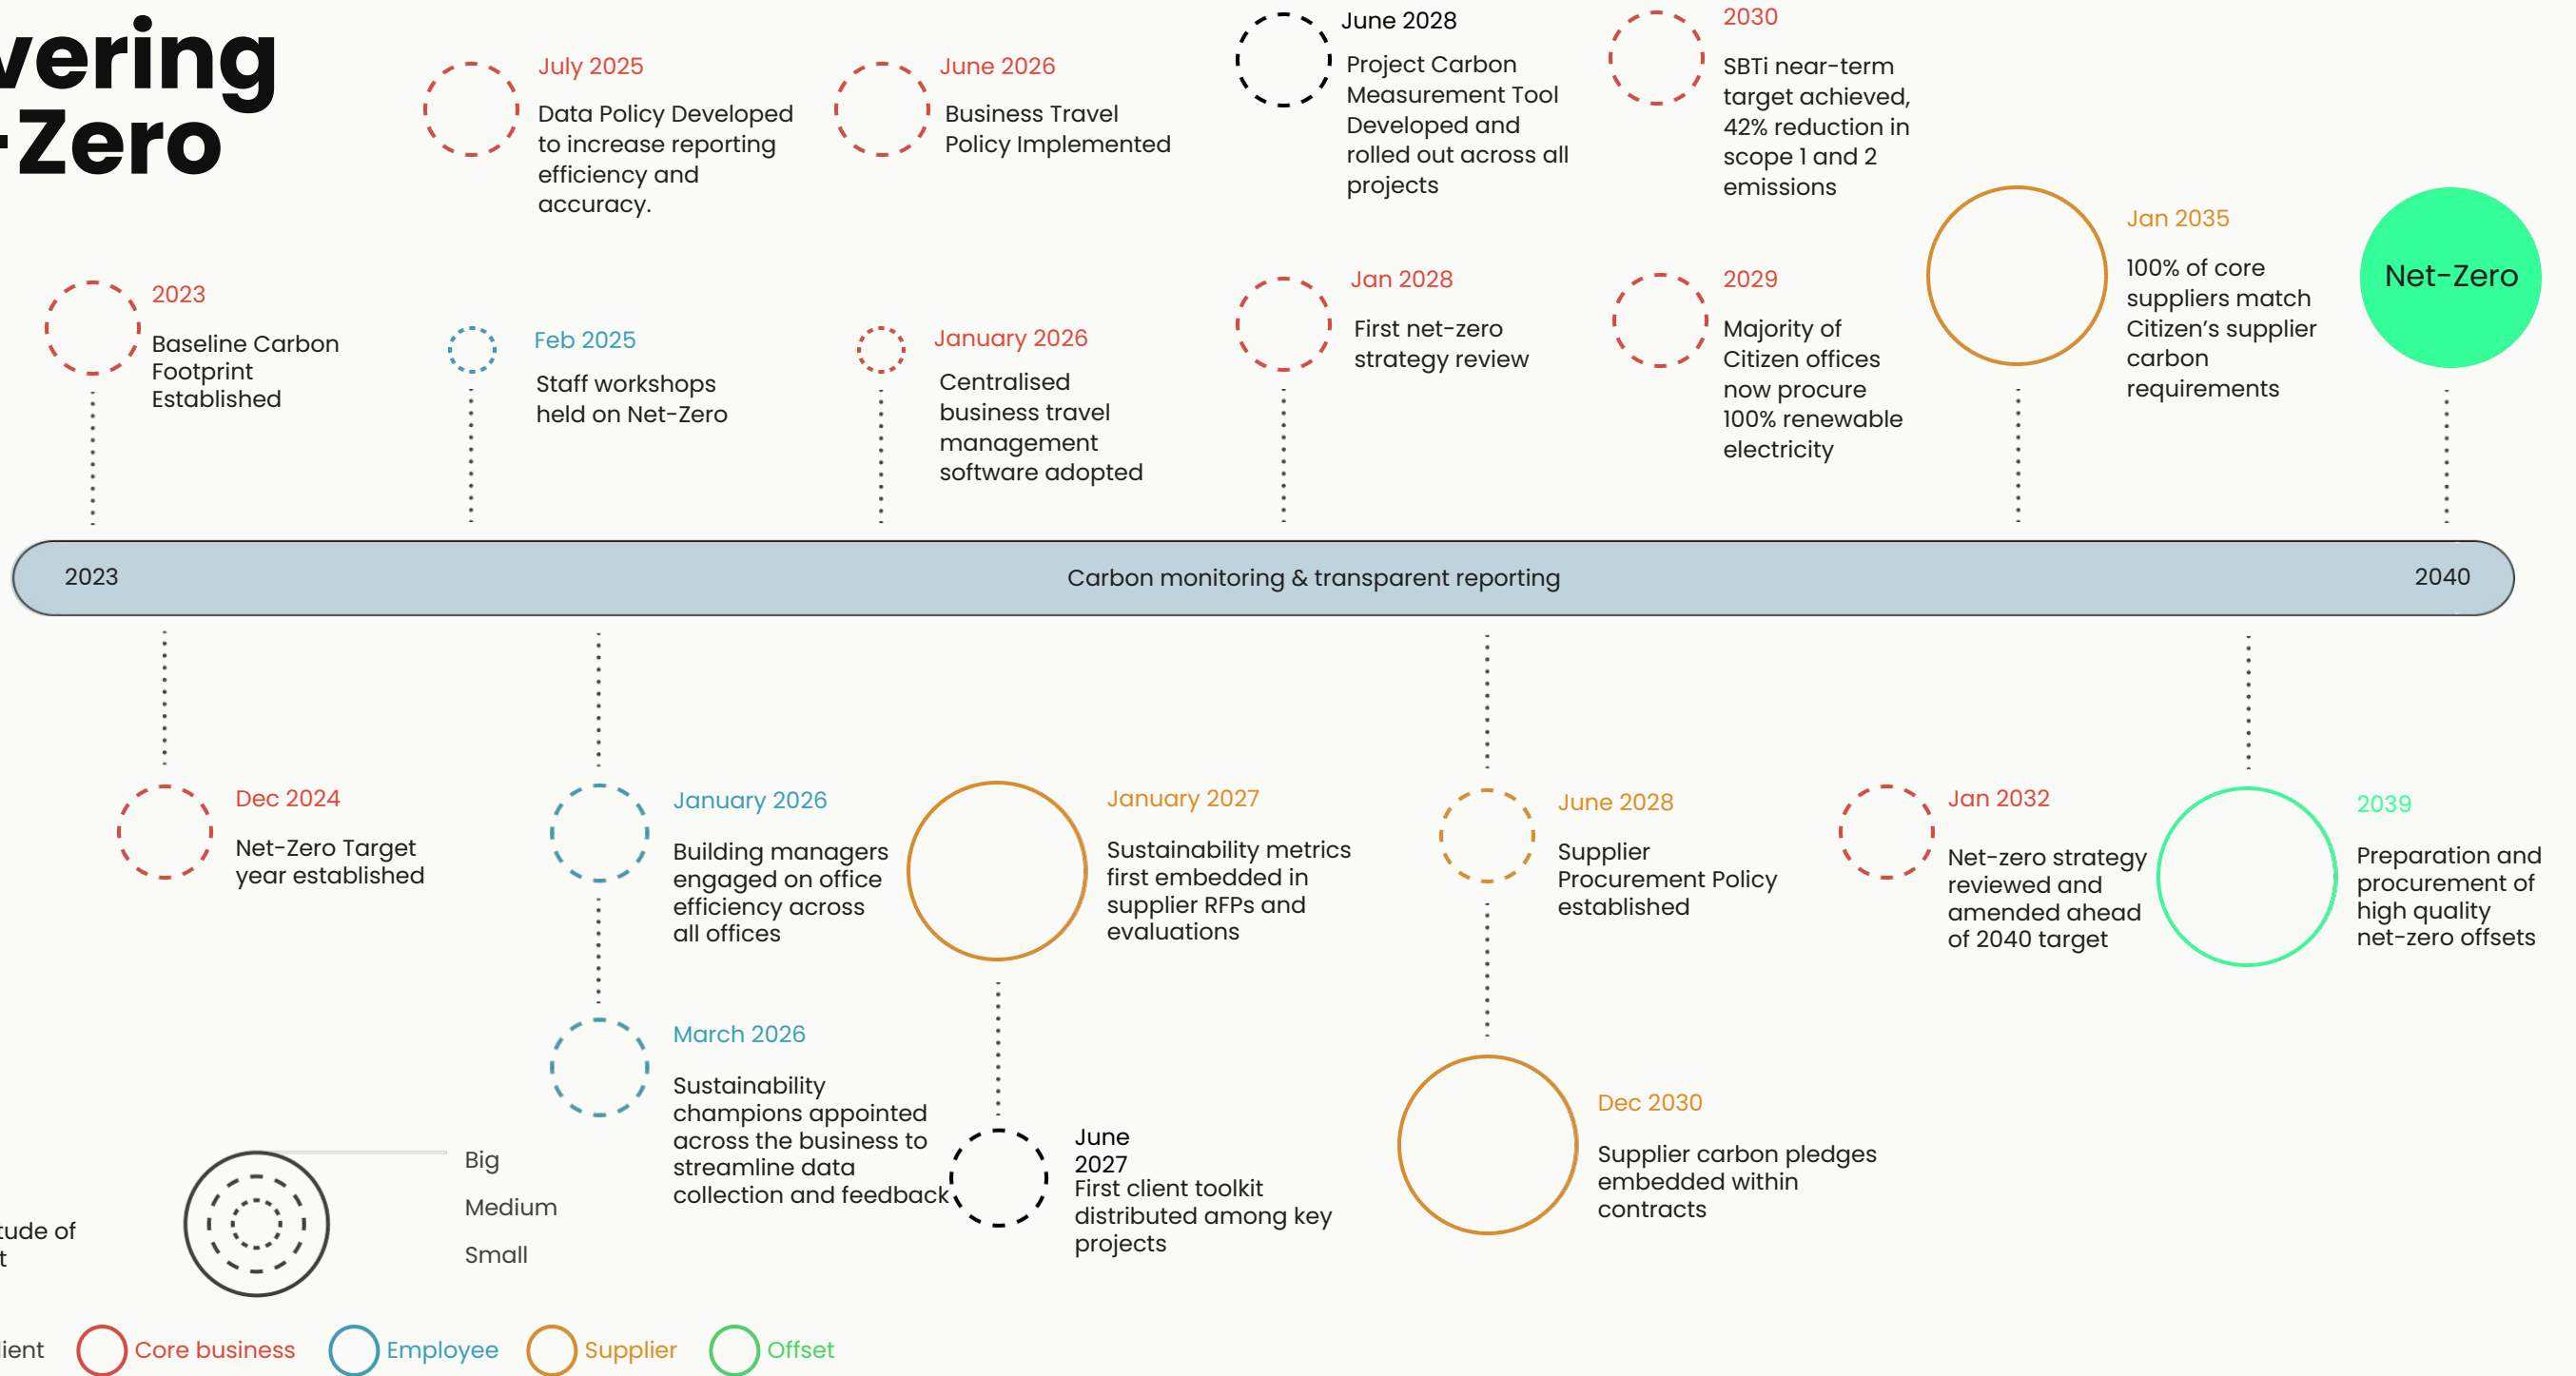 vering
-Zero
July 2025
Data Policy Developed
to increase reporting
efficiency and
accuracy.
June 2026
Business Travel
Policy Implemented
June 2028
Project Carbon
Measurement Tool
Developed and
rolled out across all
projects
2030
SBTi near-term
target achieved,
42% reduction in
scope 1 and 2
emissions
2023
Baseline Carbon
Footprint
Established
Feb 2025
Staff workshops
held on Net-Zero
January 2026
Centralised
business travel
management
software adopted
Jan 2028
First net-zero
strategy review
2029
Majority of
Citizen offices
now procure
100% renewable
electricity
Jan 2035
100% of core
suppliers match
Citizen’s supplier
carbon
requirements
Net-Zero
2023
Carbon monitoring & transparent reporting
2040
Dec 2024
Net-Zero Target
year established
January 2026
Building managers
engaged on office
efficiency across
all offices
January 2027
Sustainability metrics
first embedded in
supplier RFPs and
evaluations
June 2028
Supplier
Procurement Policy
established
Jan 2032
Net-zero strategy
reviewed and
amended ahead
of 2040 target
2039
Preparation and
procurement of
high quality
net-zero offsets
March 2026
Sustainability
champions appointed
across the business to
streamline data
collection and feedback
June
2027
First client toolkit
distributed among key
projects
Dec 2030
Supplier carbon pledges
embedded within
contracts
tude of
t
Big
Medium
Small
ient
Core business
Employee
Supplier
Offset